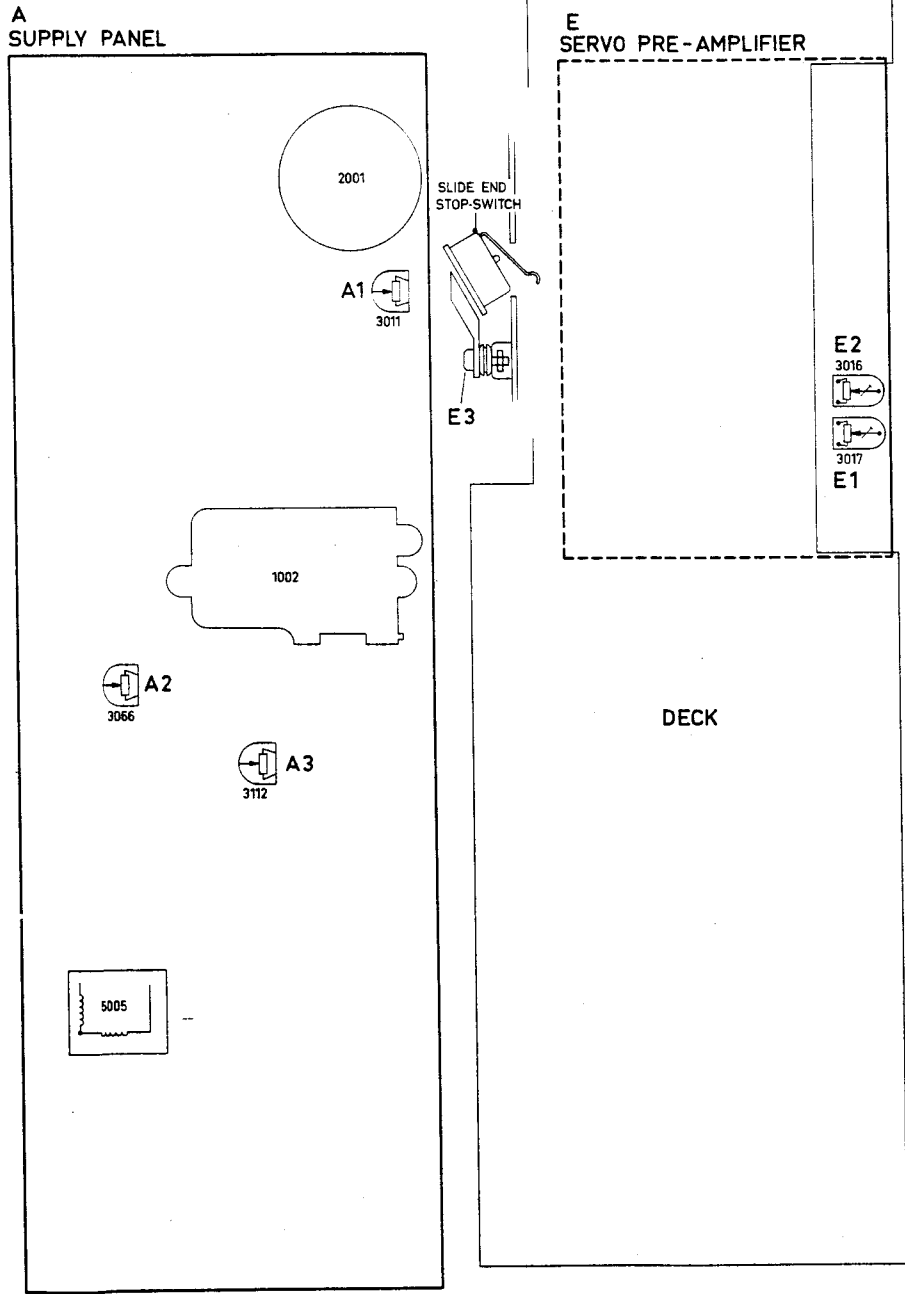 A
SUPPLY PANEL
2001
A1
3011
SLIDE END
STOP-SWITCH
E3
1002
A2
3066
A3
3112
5005
E
SERVO PRE-AMPLIFIER
E2
3016
3017
E1
DECK